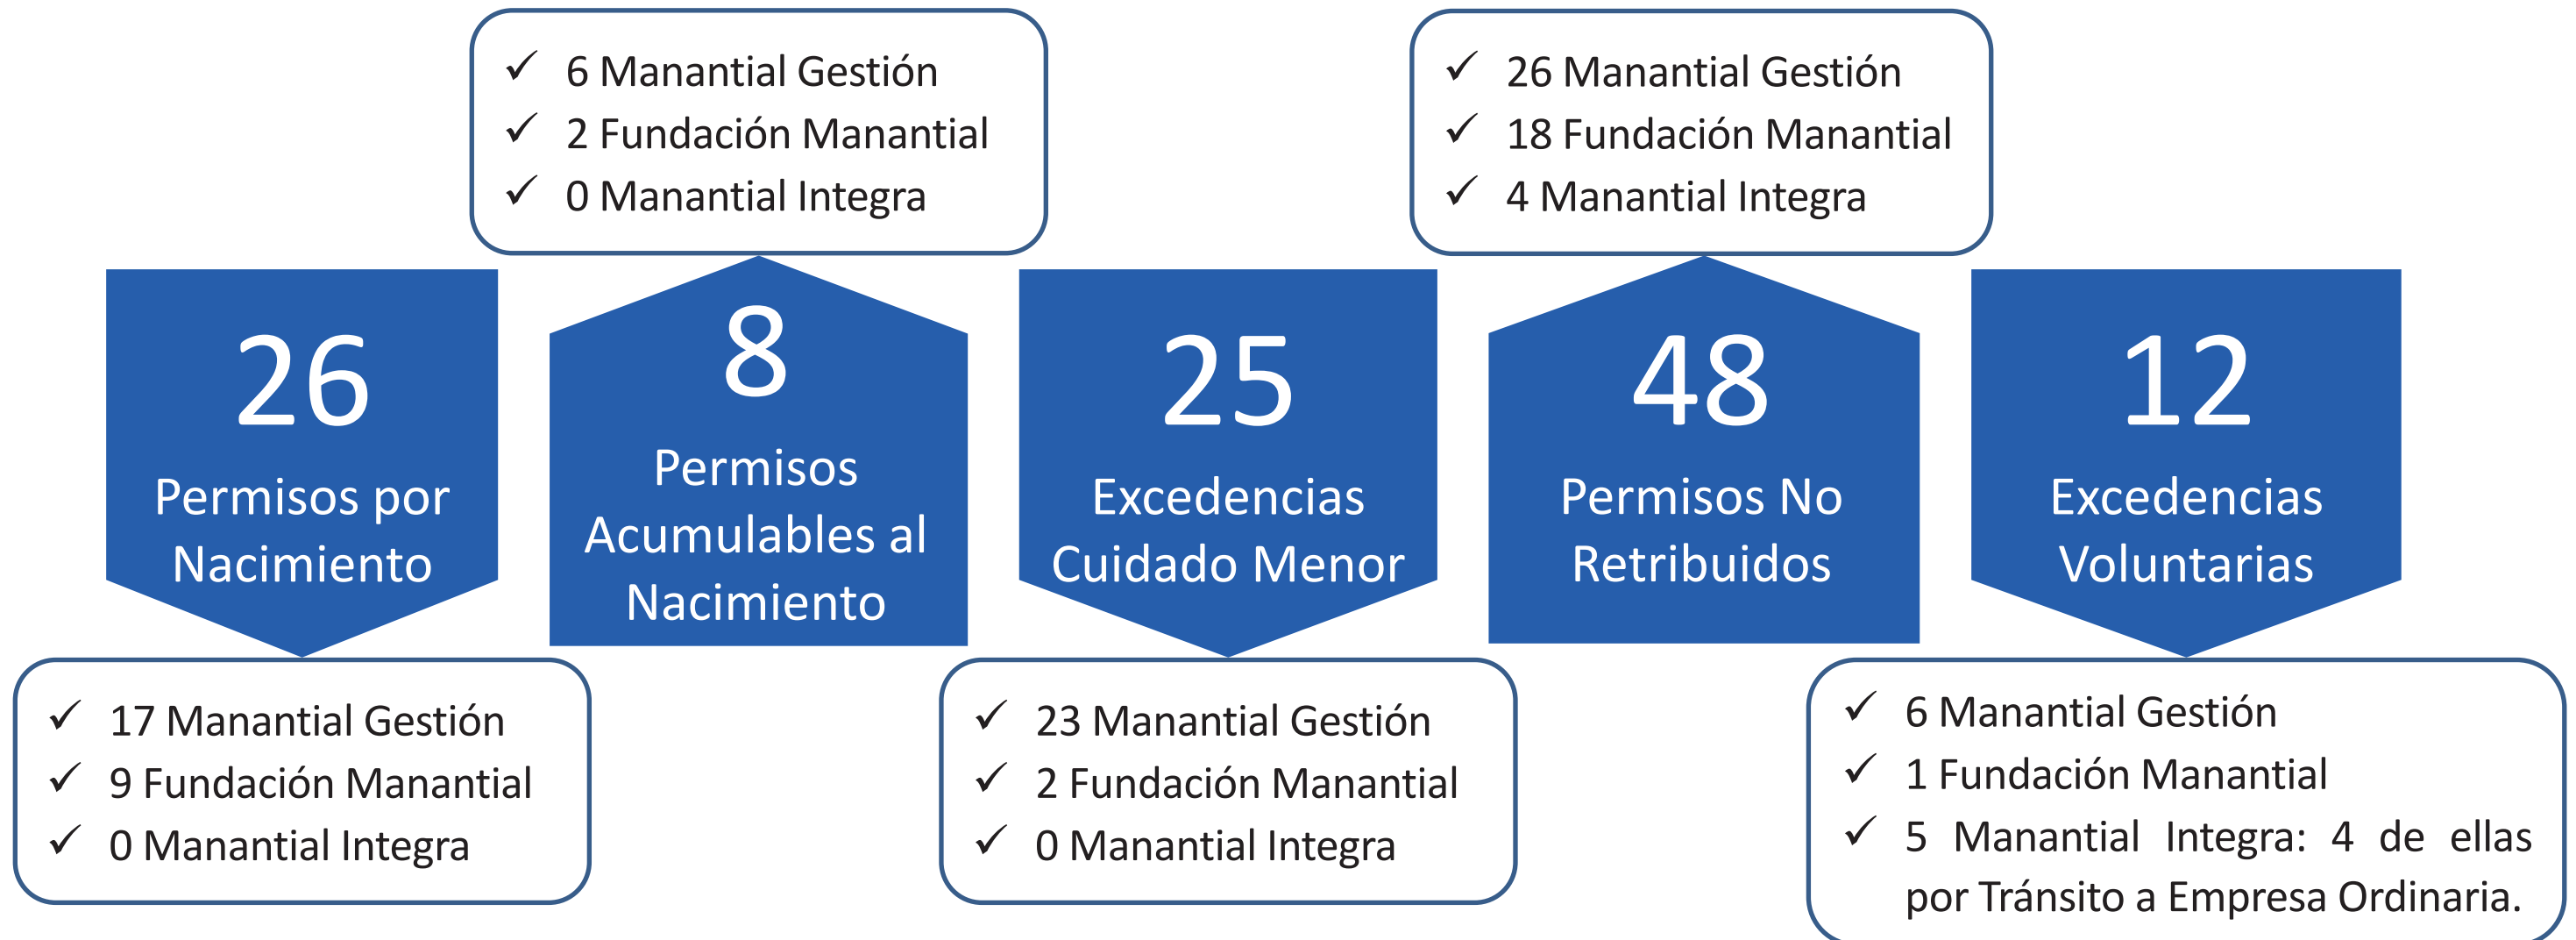 6 Manantial Gestión
2 Fundación Manantial
0 Manantial Integra
26 Manantial Gestión
18 Fundación Manantial
4 Manantial Integra
26
Permisos por
Nacimiento
8
Permisos
Acumulables al
Nacimiento
25
Excedencias
Cuidado Menor
48
Permisos No
Retribuidos
12
Excedencias
Voluntarias
17 Manantial Gestión
9 Fundación Manantial
0 Manantial Integra
23 Manantial Gestión
2 Fundación Manantial
0 Manantial Integra
6 Manantial Gestión
1 Fundación Manantial
5 Manantial Integra: 4 de ellas
por Tránsito a Empresa Ordinaria.